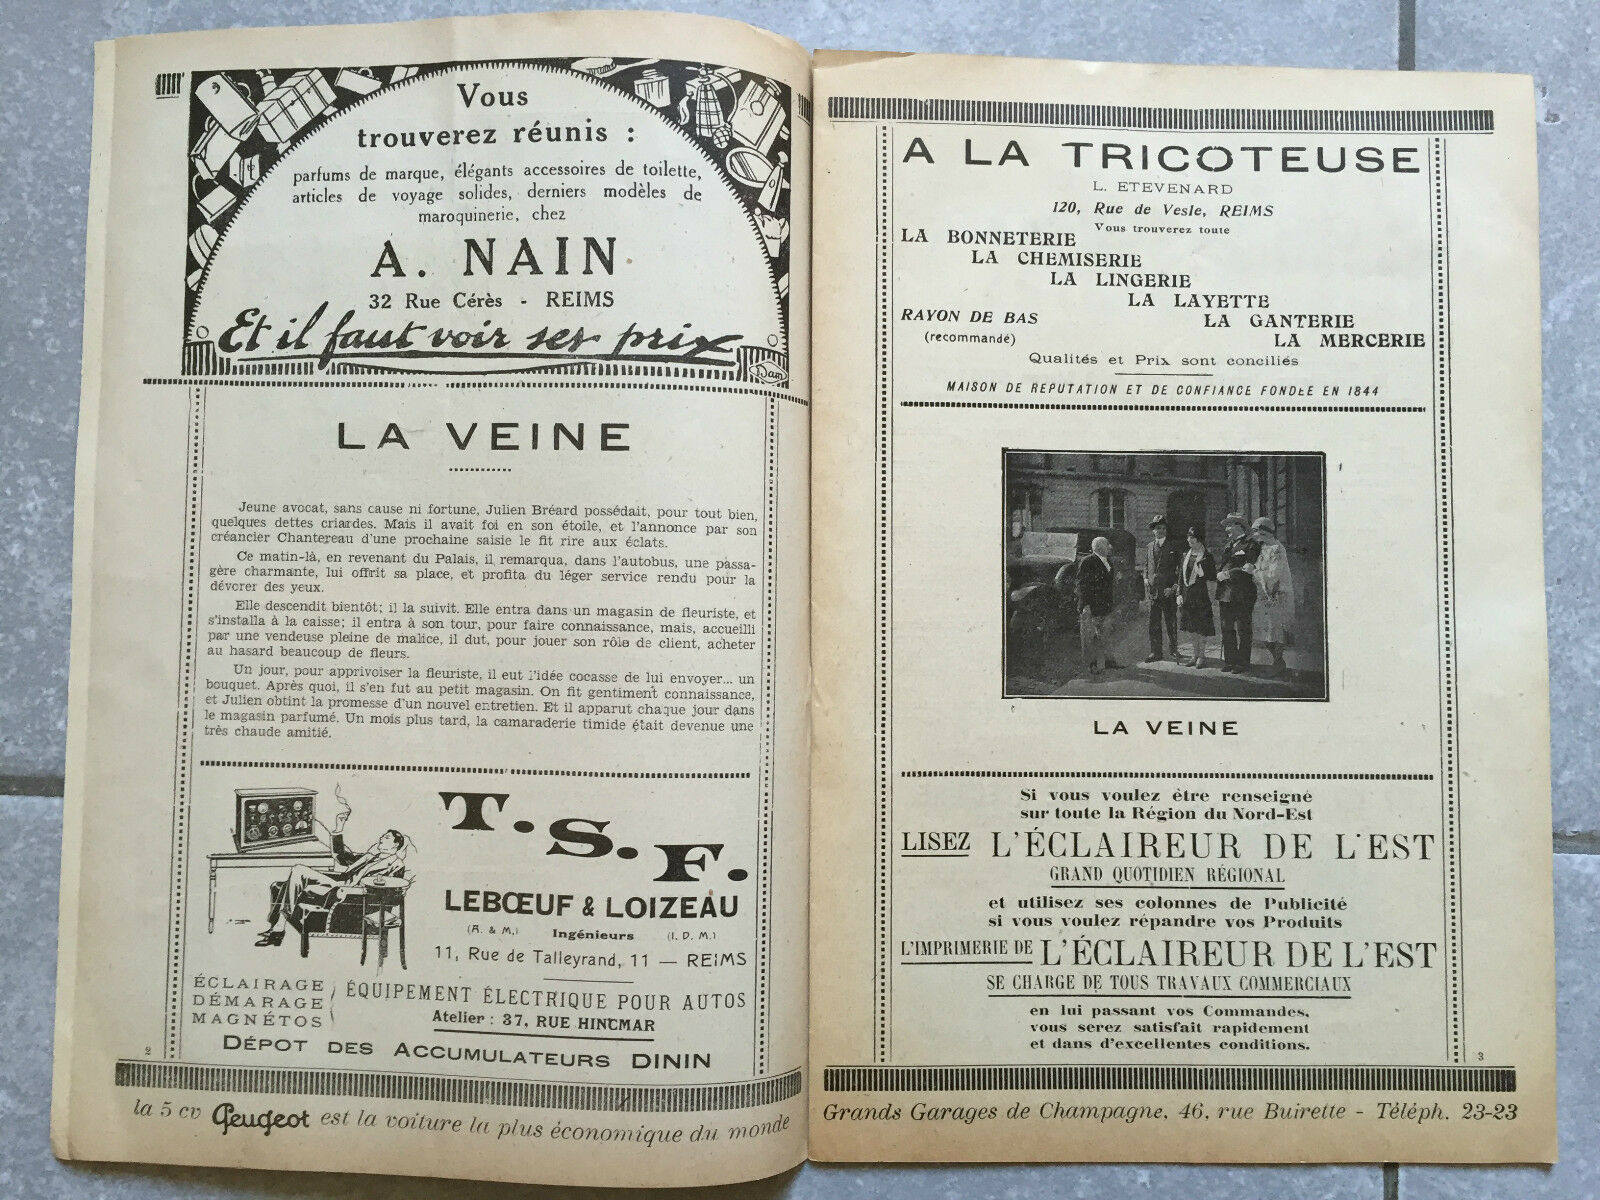 Vous
trouverez réunis :
parfums de marque, élégants accessoires de toilette,
articles de voyage solides, derniers modèles de
maroquinerie, chez
A. NAIN
32 Rue Cérès - REIMS
Et il faut voir ses prix
Dam
LA VEINE
Jeune avocat, sans cause ni fortune, Julien Bréard possédait, pour tout bien,
quelques dettes criardes. Mais il avait foi en son étoile, et l'annonce par son
créancier Chantereau d'une prochaine saisie le fit rire aux éclats.
Ce matin-là, en revenant du Palais, il remarqua, dans l'autobus, une passa-
gère charmante, lui offrit sa place, et profita du léger service rendu pour la
dévorer des yeux.
Elle descendit bientôt; il la suivit. Elle entra dans un magasin de fleuriste, et
s'installa à la caisse; il entra à son tour, pour faire connaissance, mais, accueilli
par une vendeuse pleine de malice, il dut, pour jouer son rôle de client, acheter
au hasard beaucoup de fleurs.
Un jour, pour apprivoiser la fleuriste, il eut l'idée cocasse de lui envoyer... un
bouquet. Après quoi, il s'en fut au petit magasin. On fit gentiment connaissance,
et Julien obtint la promesse d'un nouvel entretien. Et il apparut chaque jour dans
le magasin parfumé. Un mois plus tard, la camaraderie timide était devenue une
très chaude amitié.
T. S. F.
LEBŒUF & LOIZEAU
(A. & M.) Ingénieurs (I. D. M.)
11, Rue de Talleyrand, 11 — REIMS
ÉCLAIRAGE
DÉMARAGE
MAGNÉTOS
ÉQUIPEMENT ÉLECTRIQUE POUR AUTOS
Atelier : 37, RUE HINCMAR
DÉPOT DES ACCUMULATEURS DININ
2
la 5 cv Peugeot est la voiture la plus économique du monde
A LA TRICOTEUSE
L. ETEVENARD
120, Rue de Vesle, REIMS
Vous trouverez toute
LA BONNETERIE
LA CHEMISERIE
LA LINGERIE
LA LAYETTE
LA GANTERIE
LA MERCERIE
RAYON DE BAS
(recommandé)
Qualités et Prix sont conciliés
MAISON DE REPUTATION ET DE CONFIANCE FONDÉE EN 1844
LA VEINE
Si vous voulez être renseigné
sur toute la Région du Nord-Est
LISEZ L'ÉCLAIREUR DE L'EST
GRAND QUOTIDIEN RÉGIONAL
et utilisez ses colonnes de Publicité
si vous voulez répandre vos Produits
L'IMPRIMERIE DE L'ÉCLAIREUR DE L'EST
SE CHARGE DE TOUS TRAVAUX COMMERCIAUX
en lui passant vos Commandes,
vous serez satisfait rapidement
et dans d'excellentes conditions.
3
Grands Garages de Champagne, 46, rue Buirette - Téléph. 23-23